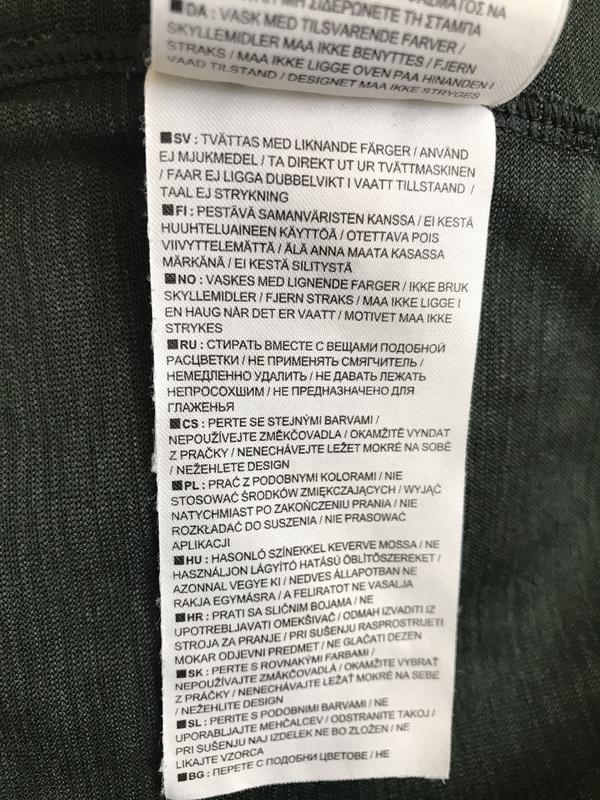 ΜΗ ΣΙΔΕΡΩΝΕΤΕ ΤΗ ΣΤΑΜΠΑ
DA : VASK MED TILSVARENDE FARVER /
SKYLLEMIDLER MAA IKKE BENYTTES / FJERN
STRAKS / MAA IKKE LIGGE OVEN PAA HINANDEN I
VAAD TILSTAND / DESIGNET MAA IKKE STRYGES
SV : TVÄTTAS MED LIKNANDE FÄRGER / ANVÄND
EJ MJUKMEDEL / TA DIREKT UT UR TVÄTTMASKINEN
/ FAAR EJ LIGGA DUBBELVIKT I VAATT TILLSTAAND /
TAAL EJ STRYKNING
FI : PESTÄVÄ SAMANVÄRISTEN KANSSA / EI KESTÄ
HUUHTELUAINEEN KÄYTTÖÄ / OTETTAVA POIS
VIIVYTTELEMÄTTÄ / ÄLÄ ANNA MAATA KASASSA
MÄRKÄNÄ / EI KESTÄ SILITYSTÄ
NO : VASKES MED LIGNENDE FARGER / IKKE BRUK
SKYLLEMIDLER / FJERN STRAKS / MAA IKKE LIGGE I
EN HAUG NÅR DET ER VAATT / MOTIVET MAA IKKE
STRYKES
RU : СТИРАТЬ ВМЕСТЕ С ВЕЩАМИ ПОДОБНОЙ
РАСЦВЕТКИ / НЕ ПРИМЕНЯТЬ СМЯГЧИТЕЛЬ /
НЕМЕДЛЕННО УДАЛИТЬ / НЕ ДАВАТЬ ЛЕЖАТЬ
НЕПРОСОХШИМ / НЕ ПРЕДНАЗНАЧЕНО ДЛЯ
ГЛАЖЕНЬЯ
CS : PERTE SE STEJNÝMI BARVAMI /
NEPOUŽÍVEJTE ZMĚKČOVADLA / OKAMŽITĚ VYNDAT
Z PRAČKY / NENECHÁVEJTE LEŽET MOKRÉ NA SOBĚ
/ NEŽEHLETE DESIGN
PL : PRAĆ Z PODOBNYMI KOLORAMI / NIE
STOSOWAĆ ŚRODKÓW ZMIĘKCZAJĄCYCH / WYJĄĆ
NATYCHMIAST PO ZAKOŃCZENIU PRANIA / NIE
ROZKŁADAĆ DO SUSZENIA / NIE PRASOWAĆ
APLIKACJI
HU : HASONLÓ SZÍNEKKEL KEVERVE MOSSA / NE
HASZNÁLJON LÁGYÍTÓ HATÁSÚ ÖBLÍTŐSZEREKET /
AZONNAL VEGYE KI / NEDVES ÁLLAPOTBAN NE
RAKJA EGYMÁSRA / A FELIRATOT NE VASALJA
HR : PRATI SA SLIČNIM BOJAMA / NE
UPOTREBLJAVATI OMEKŠIVAČ / ODMAH IZVADITI IZ
STROJA ZA PRANJE / PRI SUŠENJU RASPROSTRIJETI
MOKAR ODJEVNI PREDMET / NE GLAČATI DEZEN
SK : PERTE S ROVNAKÝMI FARBAMI /
NEPOUŽÍVAJTE ZMÄKČOVADLÁ / OKAMŽITE VYBRAŤ
Z PRÁČKY / NENECHÁVAJTE LEŽAŤ MOKRÉ NA SEBE
/ NEŽEHLITE DESIGN
SL : PERITE S PODOBNIMI BARVAMI / NE
UPORABLJAJTE MEHČALCEV / ODSTRANITE TAKOJ /
PRI SUŠENJU NAJ IZDELEK NE BO ZLOŽEN / NE
LIKAJTE VZORCA
BG : ПЕРЕТЕ С ПОДОБНИ ЦВЕТОВЕ / НЕ